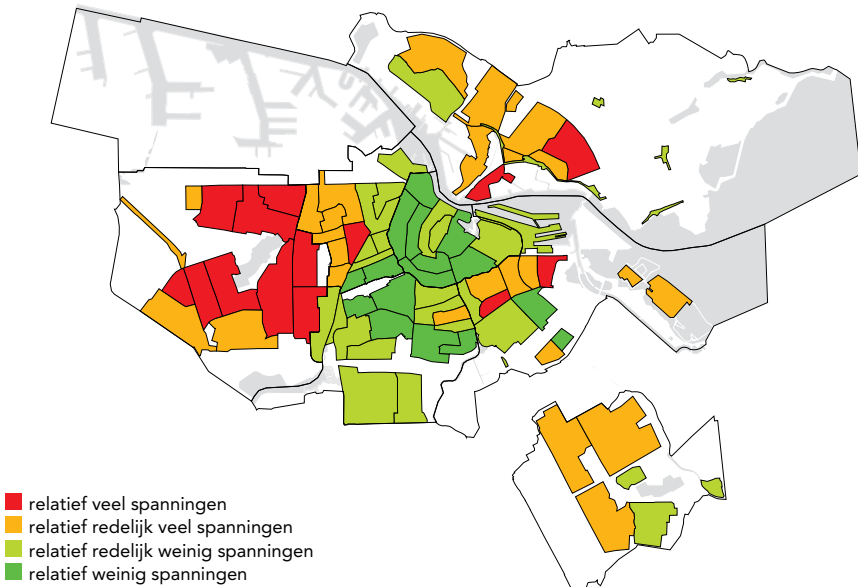 relatief veel spanningen
relatief redelijk veel spanningen
relatief redelijk weinig spanningen
relatief weinig spanningen